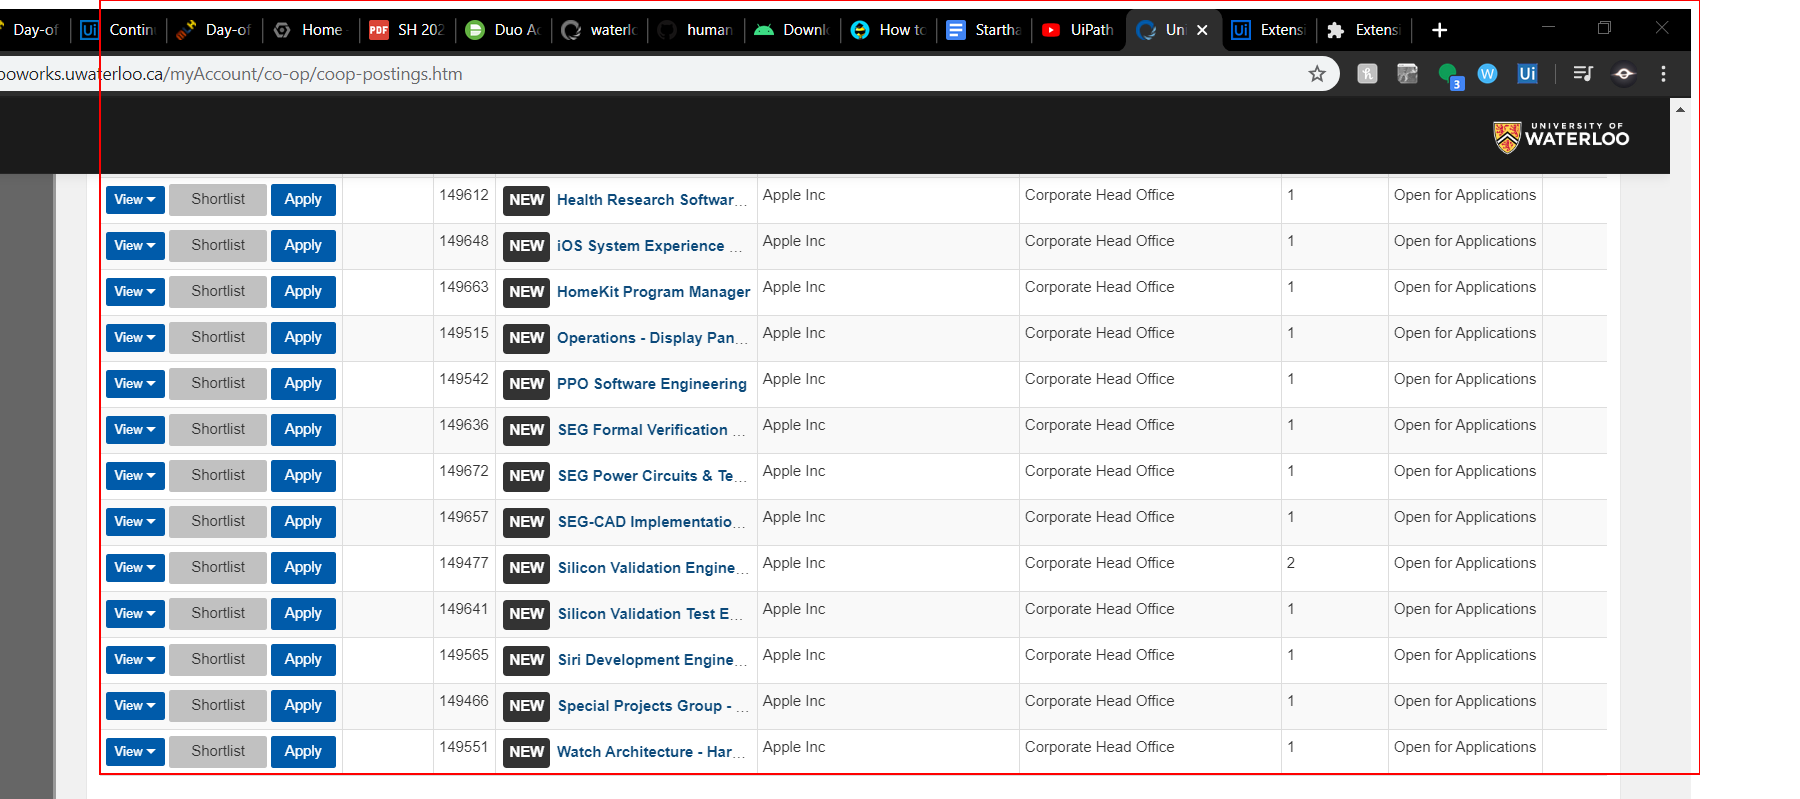 Day-of
Ui Contin
Day-of
Home
PDF SH 202
Duo Ac
waterlo
human
Downl
How to
Startha
UiPath
Uni
Ui Extensi
Extensi
ooworks.uwaterloo.ca/myAccount/co-op/coop-postings.htm
3
W
Ui
UNIVERSITY OF
WATERLOO
View Shortlist Apply 149612 NEW Health Research Softwar... Apple Inc Corporate Head Office 1 Open for Applications
View Shortlist Apply 149648 NEW iOS System Experience ... Apple Inc Corporate Head Office 1 Open for Applications
View Shortlist Apply 149663 NEW HomeKit Program Manager Apple Inc Corporate Head Office 1 Open for Applications
View Shortlist Apply 149515 NEW Operations - Display Pan... Apple Inc Corporate Head Office 1 Open for Applications
View Shortlist Apply 149542 NEW PPO Software Engineering Apple Inc Corporate Head Office 1 Open for Applications
View Shortlist Apply 149636 NEW SEG Formal Verification ... Apple Inc Corporate Head Office 1 Open for Applications
View Shortlist Apply 149672 NEW SEG Power Circuits & Te... Apple Inc Corporate Head Office 1 Open for Applications
View Shortlist Apply 149657 NEW SEG-CAD Implementatio... Apple Inc Corporate Head Office 1 Open for Applications
View Shortlist Apply 149477 NEW Silicon Validation Engine... Apple Inc Corporate Head Office 2 Open for Applications
View Shortlist Apply 149641 NEW Silicon Validation Test E... Apple Inc Corporate Head Office 1 Open for Applications
View Shortlist Apply 149565 NEW Siri Development Engine... Apple Inc Corporate Head Office 1 Open for Applications
View Shortlist Apply 149466 NEW Special Projects Group - ... Apple Inc Corporate Head Office 1 Open for Applications
View Shortlist Apply 149551 NEW Watch Architecture - Har... Apple Inc Corporate Head Office 1 Open for Applications